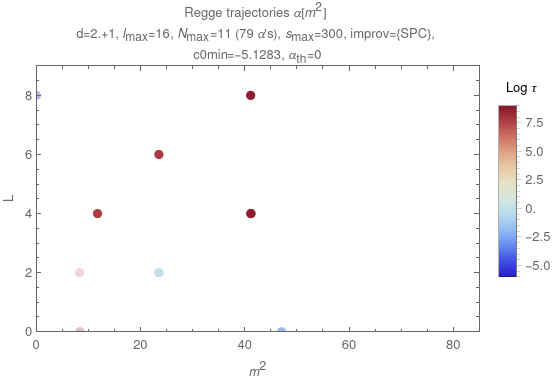 Regge trajectories α[m²]
d=2.+1, lmax=16, Nmax=11 (79 α's), smax=300, improv={SPC},
c0min=−5.1283, αth=0
Log τ
8
6
4
2
0
L
0
20
40
60
80
m²
7.5
5.0
2.5
0.
−2.5
−5.0